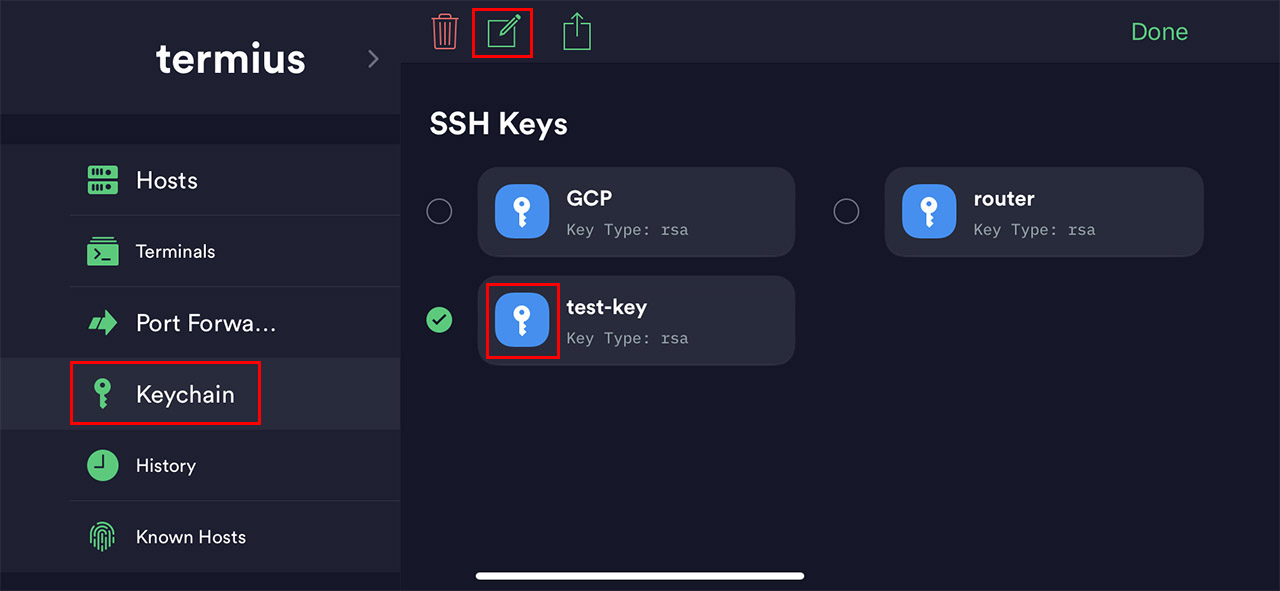 termius
Hosts
Terminals
Port Forwa...
Keychain
History
Known Hosts
Done
SSH Keys
GCP
Key Type: rsa
router
Key Type: rsa
test-key
Key Type: rsa